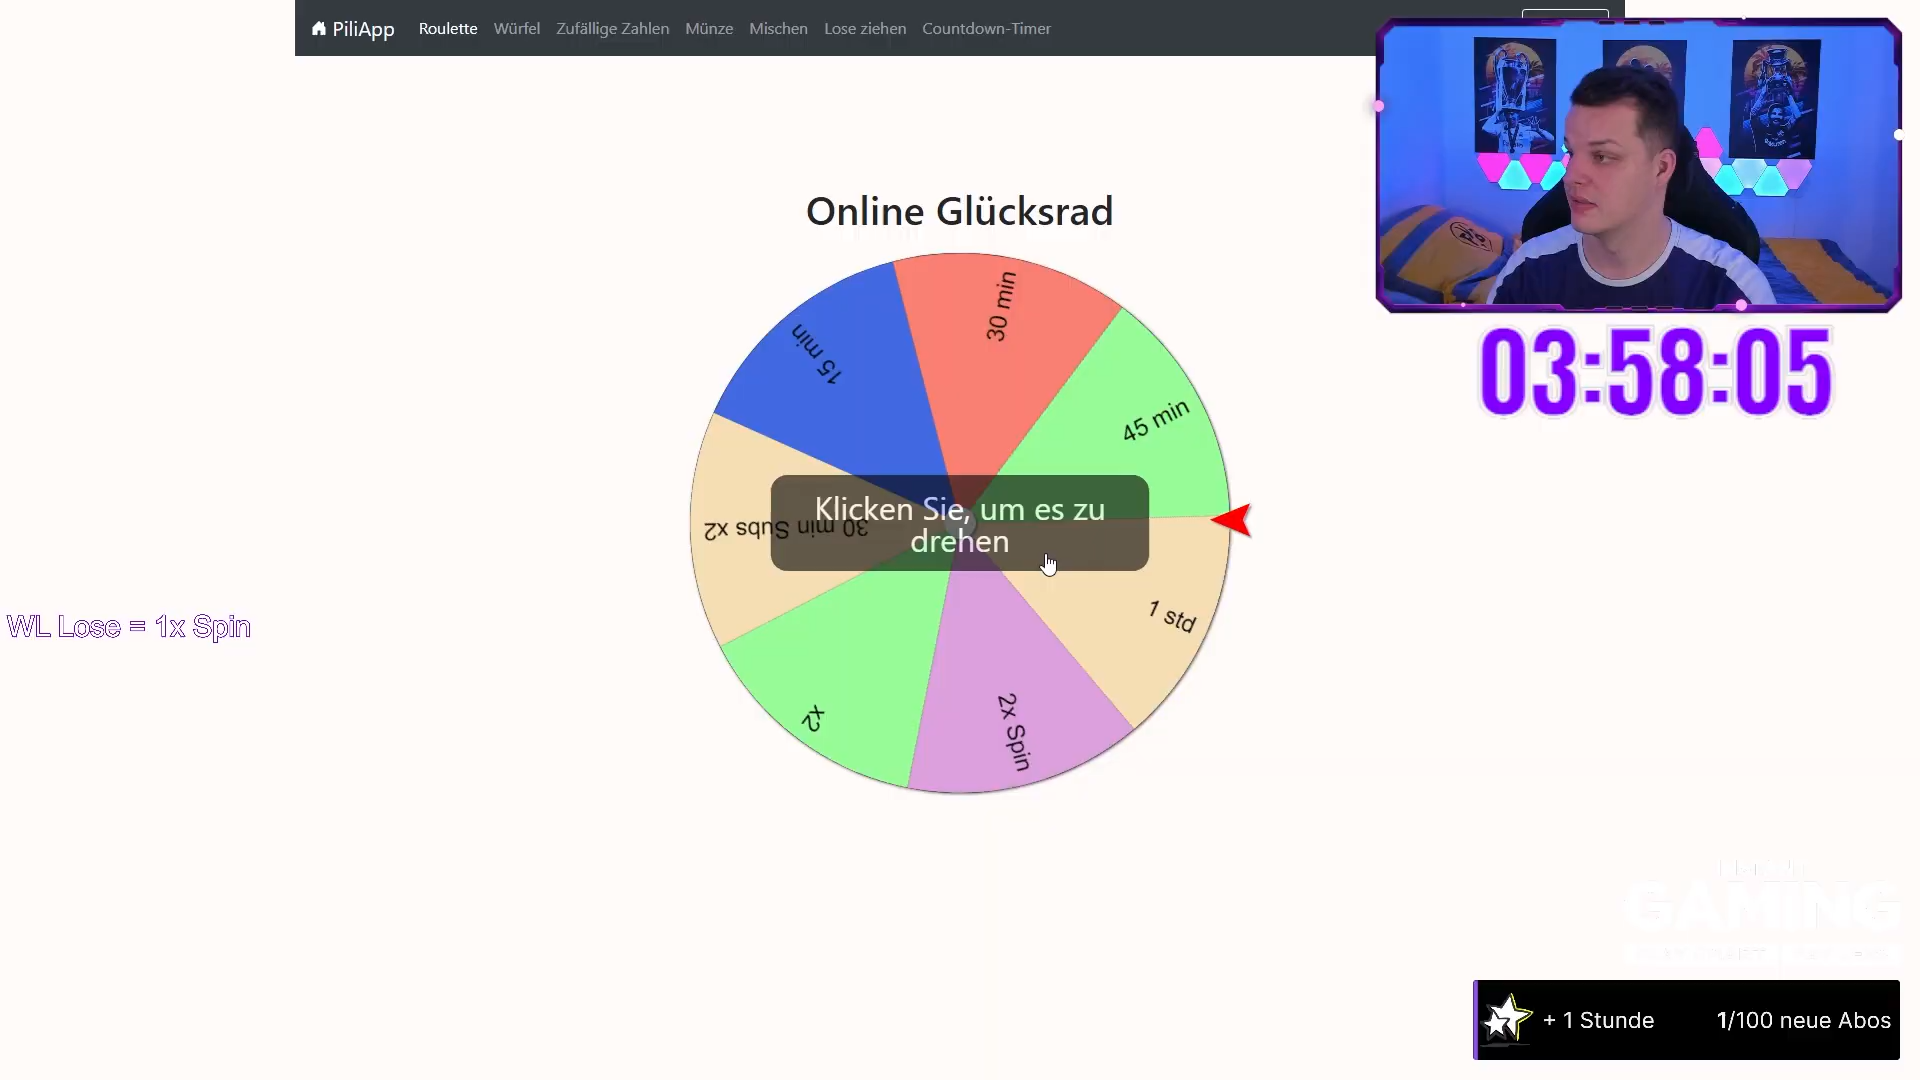 PiliApp Roulette Würfel Zufällige Zahlen Münze Mischen Lose ziehen Countdown-Timer
Online Glücksrad
30 min
15 min
45 min
03:58:05
Klicken Sie, um es zu
drehen
30 min Subs x2
1 std
WL Lose = 1x Spin
x2
2x Spin
GAMING
+ 1 Stunde 1/100 neue Abos